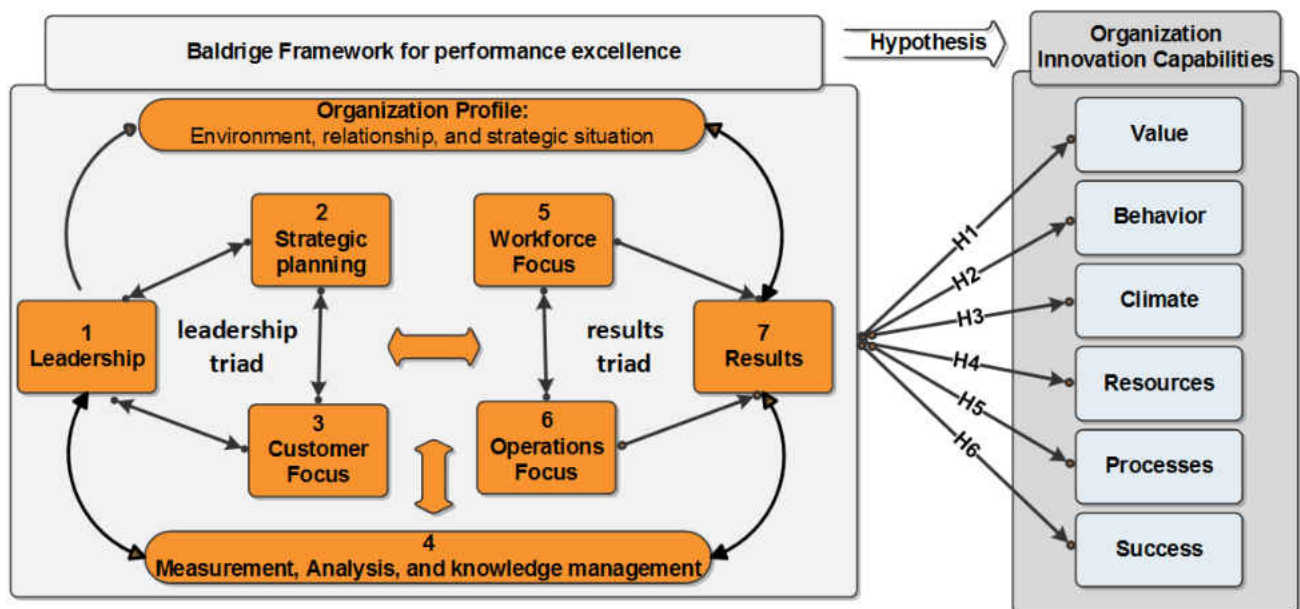 Baldrige Framework for performance excellence
Hypothesis
Organization
Innovation Capabilities
Organization Profile:
Environment, relationship, and strategic situation
1
Leadership
2
Strategic
planning
3
Customer
Focus
leadership
triad
5
Workforce
Focus
6
Operations
Focus
results
triad
7
Results
4
Measurement, Analysis, and knowledge management
H1
H2
H3
H4
H5
H6
Value
Behavior
Climate
Resources
Processes
Success